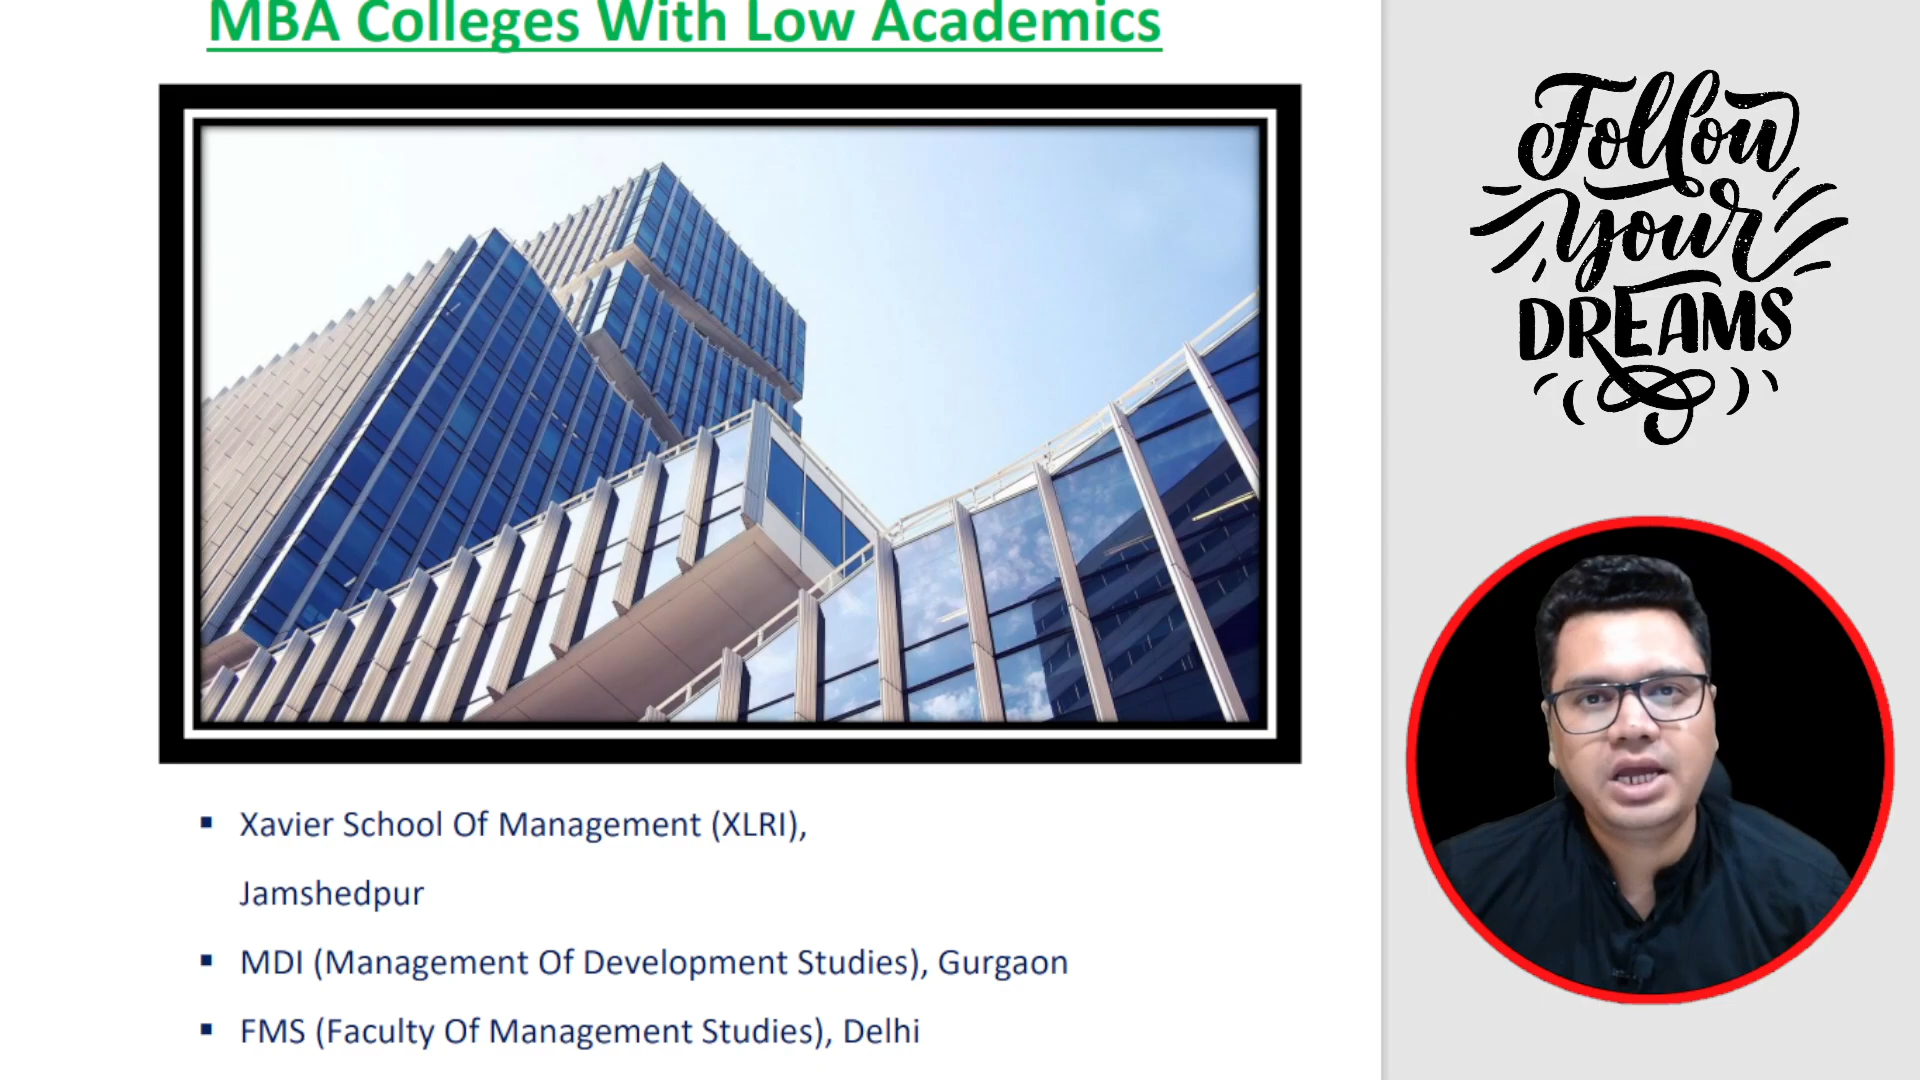 MBA Colleges With Low Academics
Follow
your
DREAMS
▪ Xavier School Of Management (XLRI),
Jamshedpur
▪ MDI (Management Of Development Studies), Gurgaon
▪ FMS (Faculty Of Management Studies), Delhi